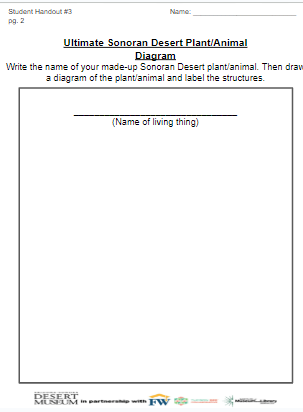 Student Handout #3
Name:
pg. 2
Ultimate Sonoran Desert Plant/Animal
Diagram
Write the name of your made-up Sonoran Desert plant/animal. Then draw
a diagram of the plant/animal and label the structures.
(Name of living thing)
DESERT
MUSEUM in partnership with FW